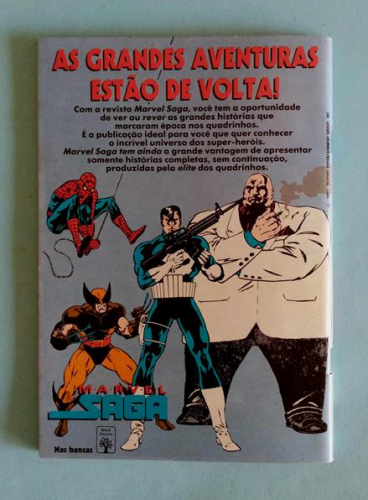 AS GRANDES AVENTURAS
ESTÃO DE VOLTA!
Com a revista Marvel Saga, você tem a oportunidade
de ver ou rever as grandes histórias que
marcaram época nos quadrinhos.
É a publicação ideal para você que quer conhecer
o incrível universo dos super-heróis.
Marvel Saga tem ainda a grande vantagem de apresentar
somente histórias completas, sem continuação,
produzidas pela elite dos quadrinhos.
MARVEL
SAGA
Nas bancas